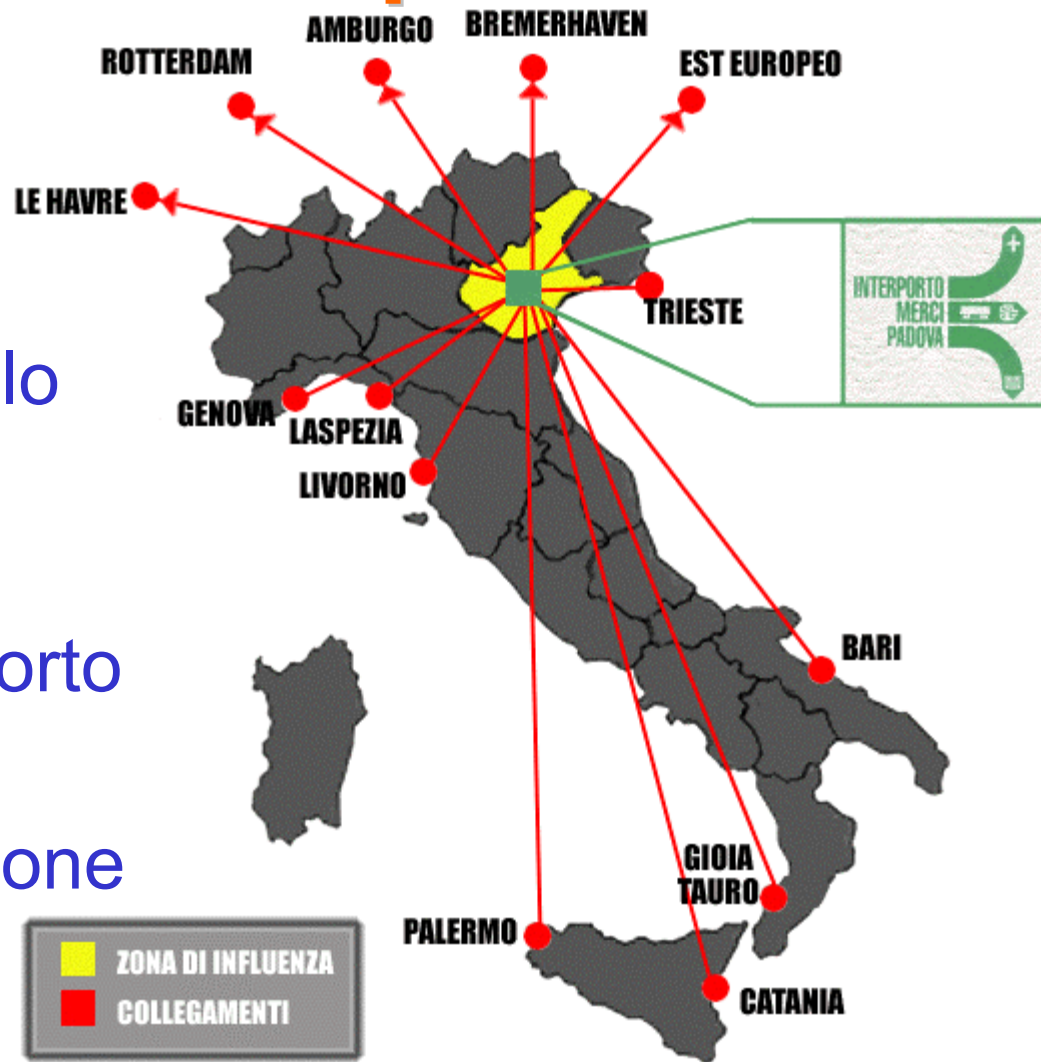 AMBURGO
BREMERHAVEN
ROTTERDAM
EST EUROPEO
LE HAVRE
INTERPORTO
MERCI
PADOVA
TRIESTE
lo
GENOVA
LASPEZIA
LIVORNO
orto
BARI
one
GIOIA
TAURO
PALERMO
CATANIA
ZONA DI INFLUENZA
COLLEGAMENTI